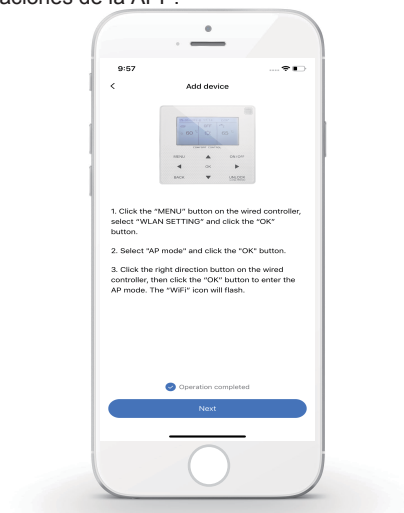 aciones de la APP.
9:57
Add device
MENU
ON/OFF
OK
BACK
UNLOCK
1. Click the “MENU” button on the wired controller,
select “WLAN SETTING” and click the “OK”
button.
2. Select "AP mode" and click the "OK" button.
3. Click the right direction button on the wired
controller, then click the “OK” button to enter the
AP mode. The “WiFi” icon will flash.
Operation completed
Next